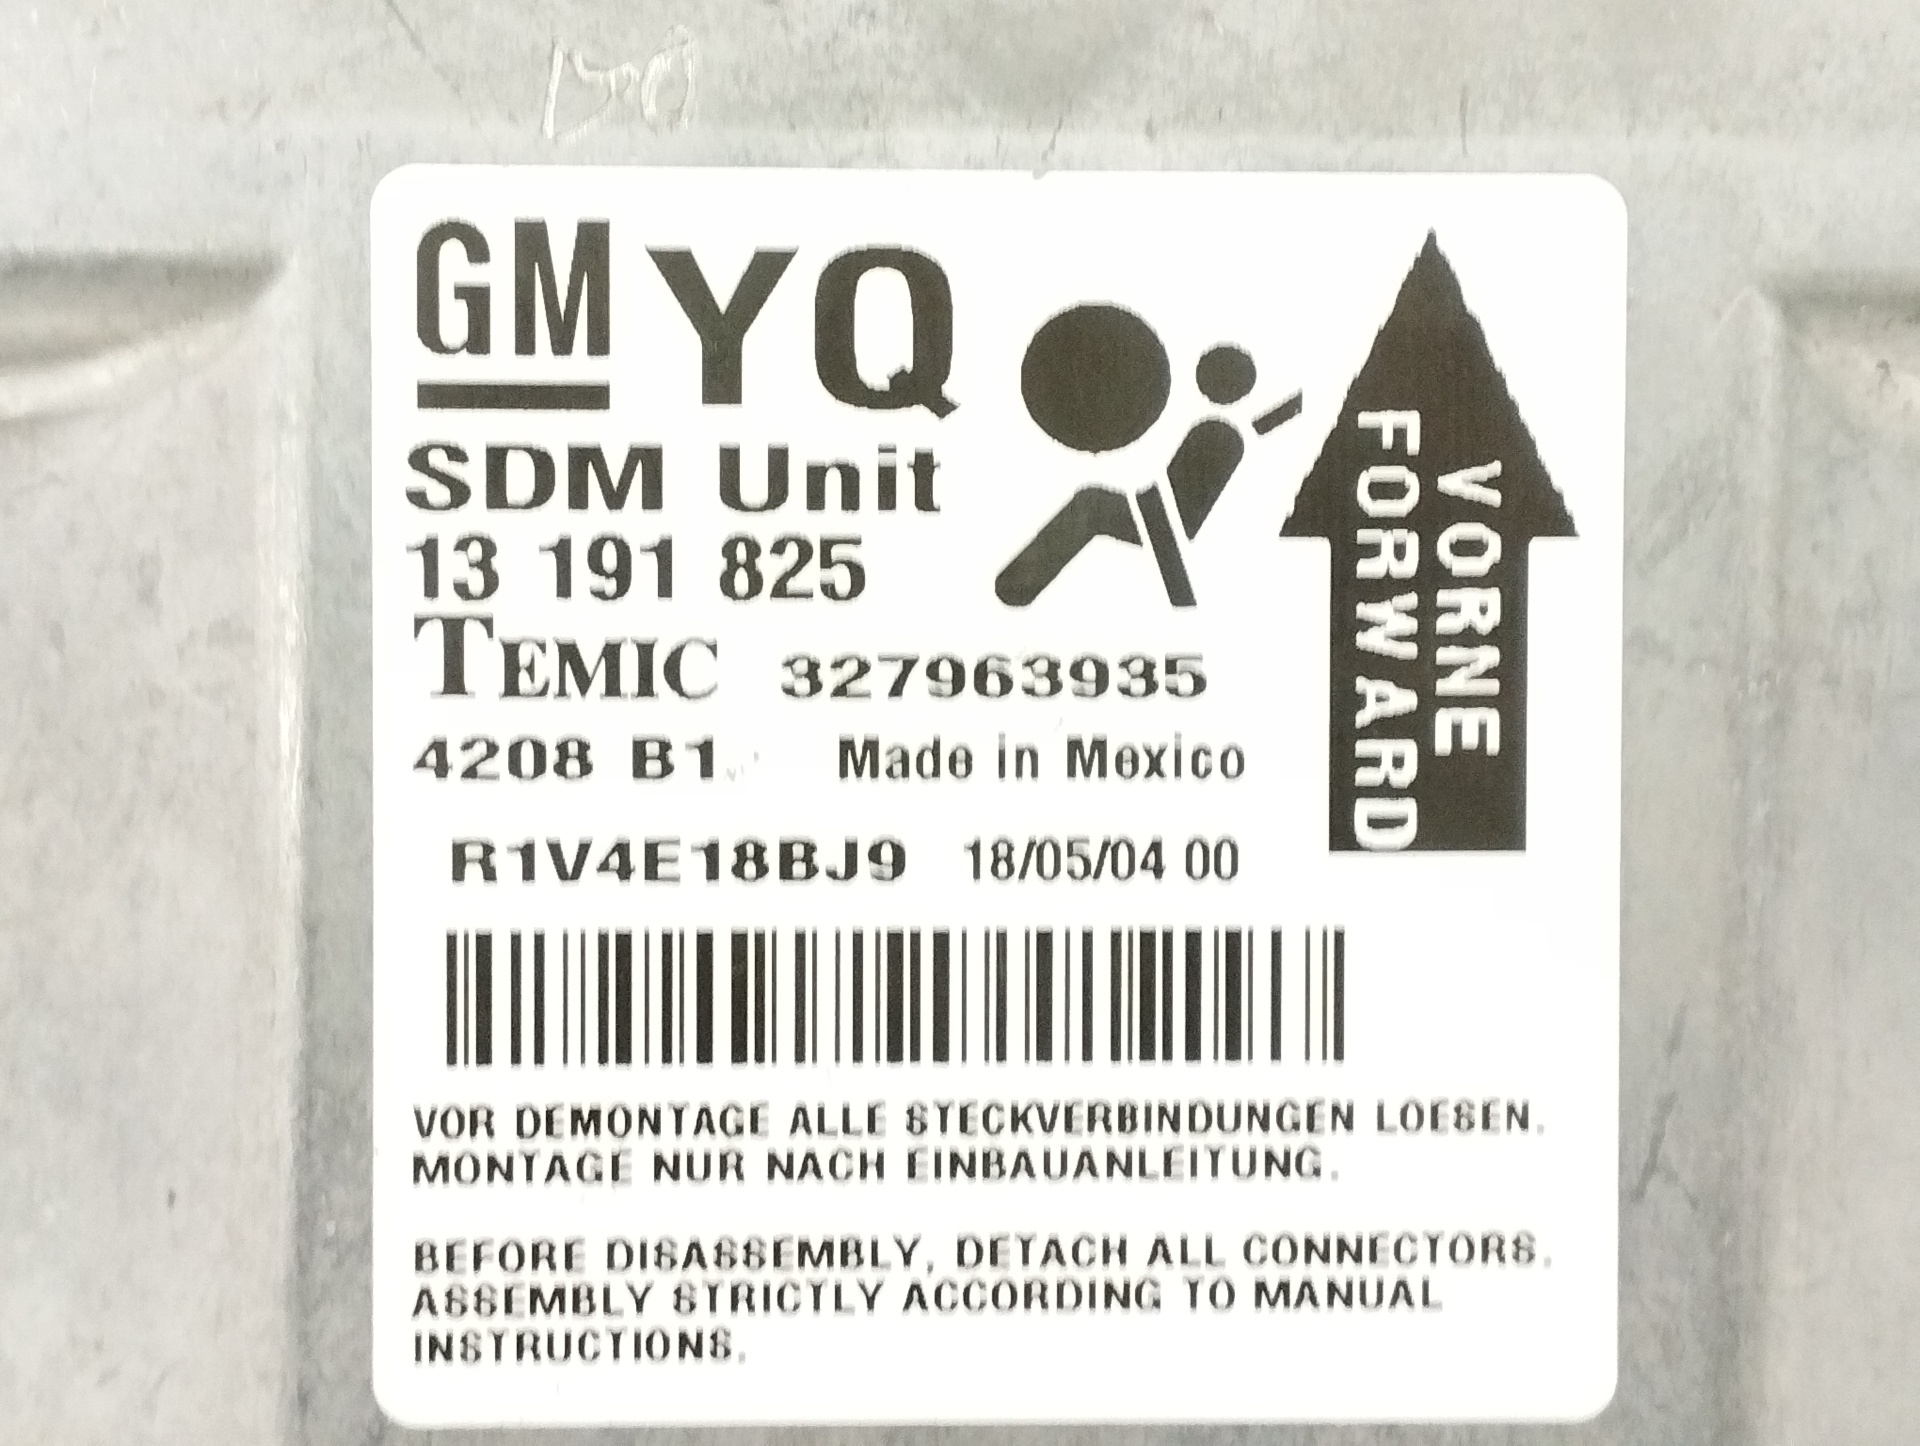 GM YQ
SDM Unit
13 191 825
TEMIC 327963935
4208 B1 Made in Mexico
R1V4E18BJ9 18/05/04 00
VORNE
FORWARD
VOR DEMONTAGE ALLE STECKVERBINDUNGEN LOESEN.
MONTAGE NUR NACH EINBAUANLEITUNG.
BEFORE DISASSEMBLY, DETACH ALL CONNECTORS.
ASSEMBLY STRICTLY ACCORDING TO MANUAL
INSTRUCTIONS.